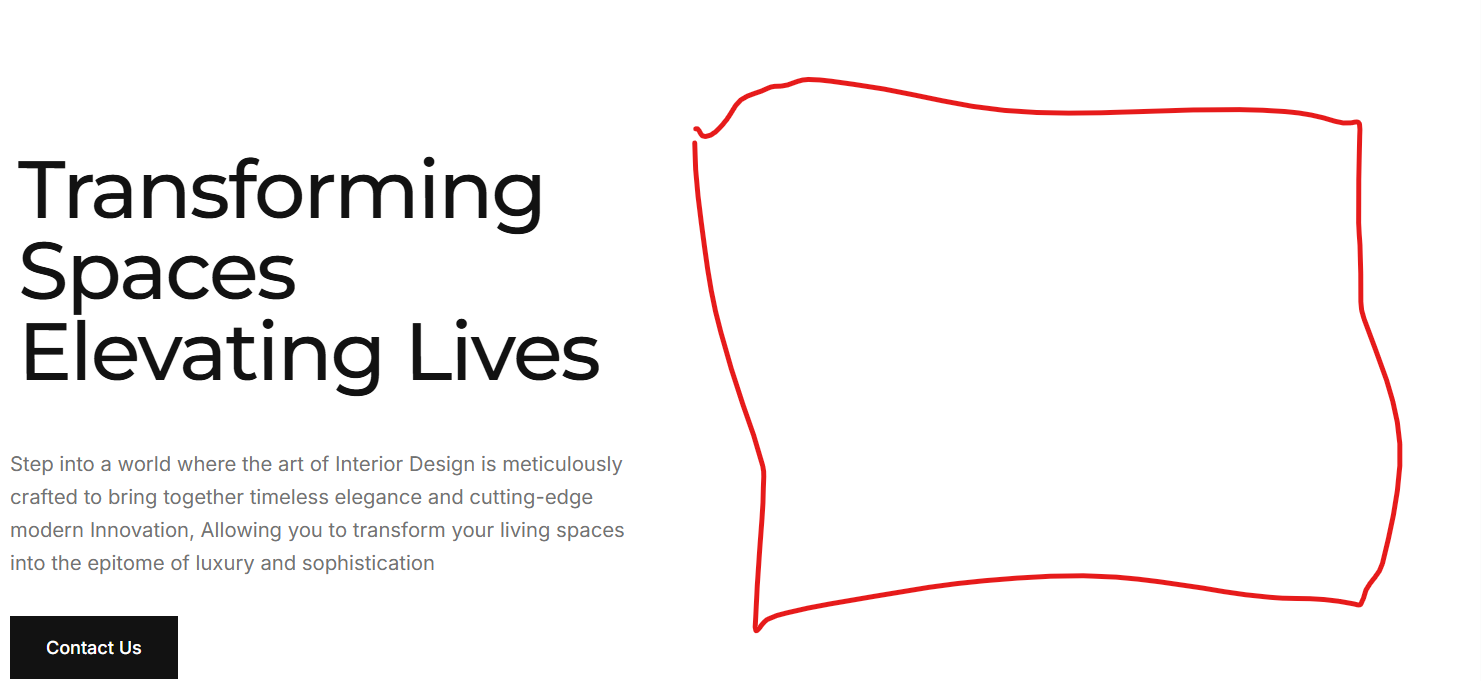 Transforming
Spaces
Elevating Lives
Step into a world where the art of Interior Design is meticulously
crafted to bring together timeless elegance and cutting-edge
modern Innovation, Allowing you to transform your living spaces
into the epitome of luxury and sophistication
Contact Us